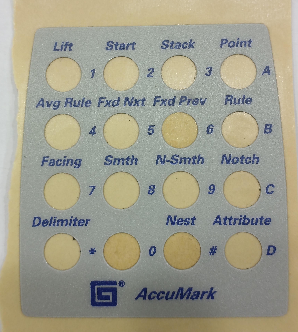 Lift Start Stack Point
1 2 3 A
Avg Rule Fxd Nxt Fxd Prev Rule
4 5 6 B
Facing Smth N-Smth Notch
7 8 9 C
Delimiter Nest Attribute
* 0 # D
G® AccuMark